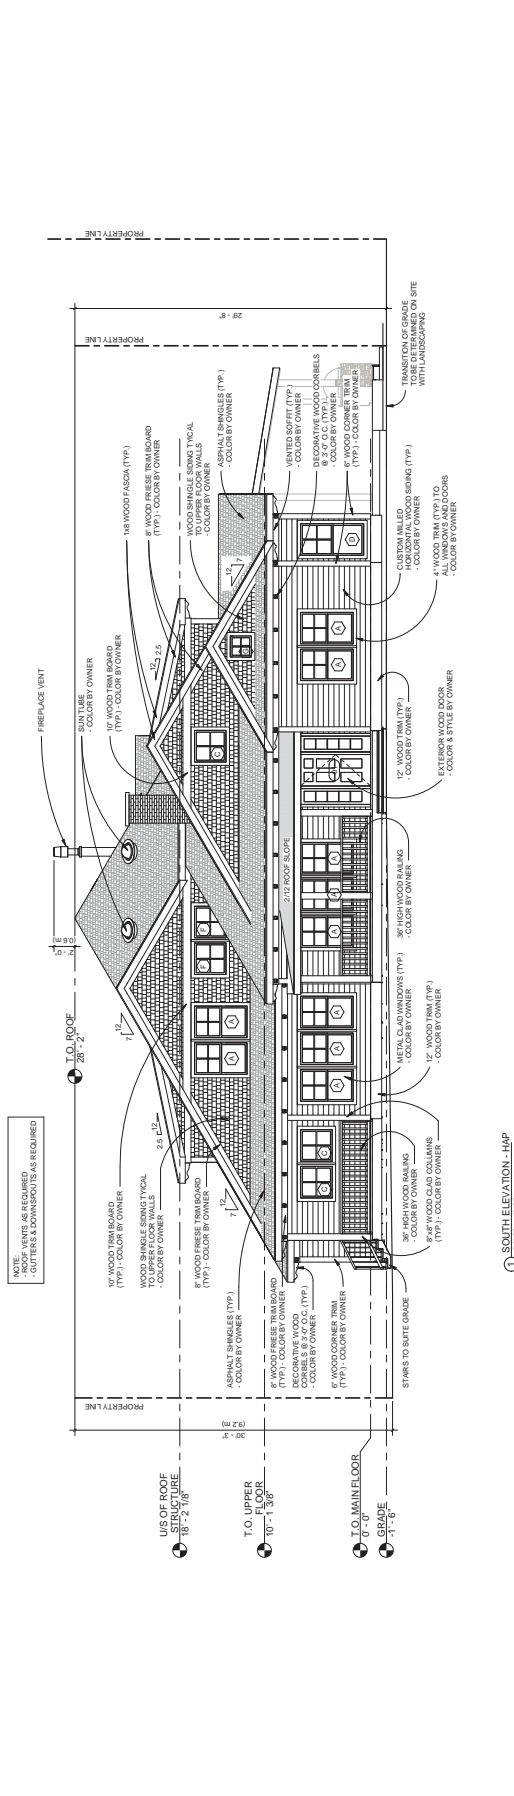 NOTE:
- ROOF VENTS AS REQUIRED
- GUTTERS & DOWNSPOUTS AS REQUIRED
FIREPLACE VENT
SUN TUBE
- COLOR BY OWNER
10" WOOD TRIM BOARD
(TYP.) - COLOR BY OWNER
1x8 WOOD FASCIA (TYP.)
8" WOOD FRIESE TRIM BOARD
(TYP.) - COLOR BY OWNER
WOOD SHINGLE SIDING TYICAL
TO UPPER FLOOR WALLS
- COLOR BY OWNER
ASPHALT SHINGLES (TYP.)
- COLOR BY OWNER
VENTED SOFFIT (TYP.)
- COLOR BY OWNER
DECORATIVE WOOD CORBELS
@ 3'-0" O.C. (TYP.)
- COLOR BY OWNER
6" WOOD CORNER TRIM
(TYP.) - COLOR BY OWNER
PROPERTY LINE
PROPERTY LINE
29' - 8"
TRANSITION OF GRADE
TO BE DETERMINED ON SITE
WITH LANDSCAPING
T.O. ROOF
28' - 2"
2' - 0"
(0.6 m)
12
7
12
2.5
12
2.5
12
7
12
7
10" WOOD TRIM BOARD
(TYP.) - COLOR BY OWNER
WOOD SHINGLE SIDING TYICAL
TO UPPER FLOOR WALLS
- COLOR BY OWNER
8" WOOD FRIESE TRIM BOARD
(TYP.) - COLOR BY OWNER
ASPHALT SHINGLES (TYP.)
- COLOR BY OWNER
8" WOOD FRIESE TRIM BOARD
(TYP.) - COLOR BY OWNER
DECORATIVE WOOD
CORBELS @ 3'-0" O.C. (TYP.)
- COLOR BY OWNER
6" WOOD CORNER TRIM
(TYP.) - COLOR BY OWNER
STAIRS TO SUITE GRADE
PROPERTY LINE
30' - 3"
(9.2 m)
U/S OF ROOF
STRUCTURE
18' - 2 1/8"
T.O. UPPER
FLOOR
10' - 1 3/8"
T.O. MAIN FLOOR
0' - 0"
GRADE
-1' - 6"
2/12 ROOF SLOPE
A
A
F
F
C
C
C
A
A
A
A
A
A
A
A
D
36" HIGH WOOD RAILING
- COLOR BY OWNER
8"x8" WOOD CLAD COLUMNS
(TYP.) - COLOR BY OWNER
12" WOOD TRIM (TYP.)
- COLOR BY OWNER
METAL CLAD WINDOWS (TYP.)
- COLOR BY OWNER
36" HIGH WOOD RAILING
- COLOR BY OWNER
EXTERIOR WOOD DOOR
- COLOR & STYLE BY OWNER
12" WOOD TRIM (TYP.)
- COLOR BY OWNER
4" WOOD TRIM (TYP.) TO
ALL WINDOWS AND DOORS
- COLOR BY OWNER
CUSTOM MILLED
HORIZONTAL WOOD SIDING (TYP.)
- COLOR BY OWNER
1 SOUTH ELEVATION - HAP